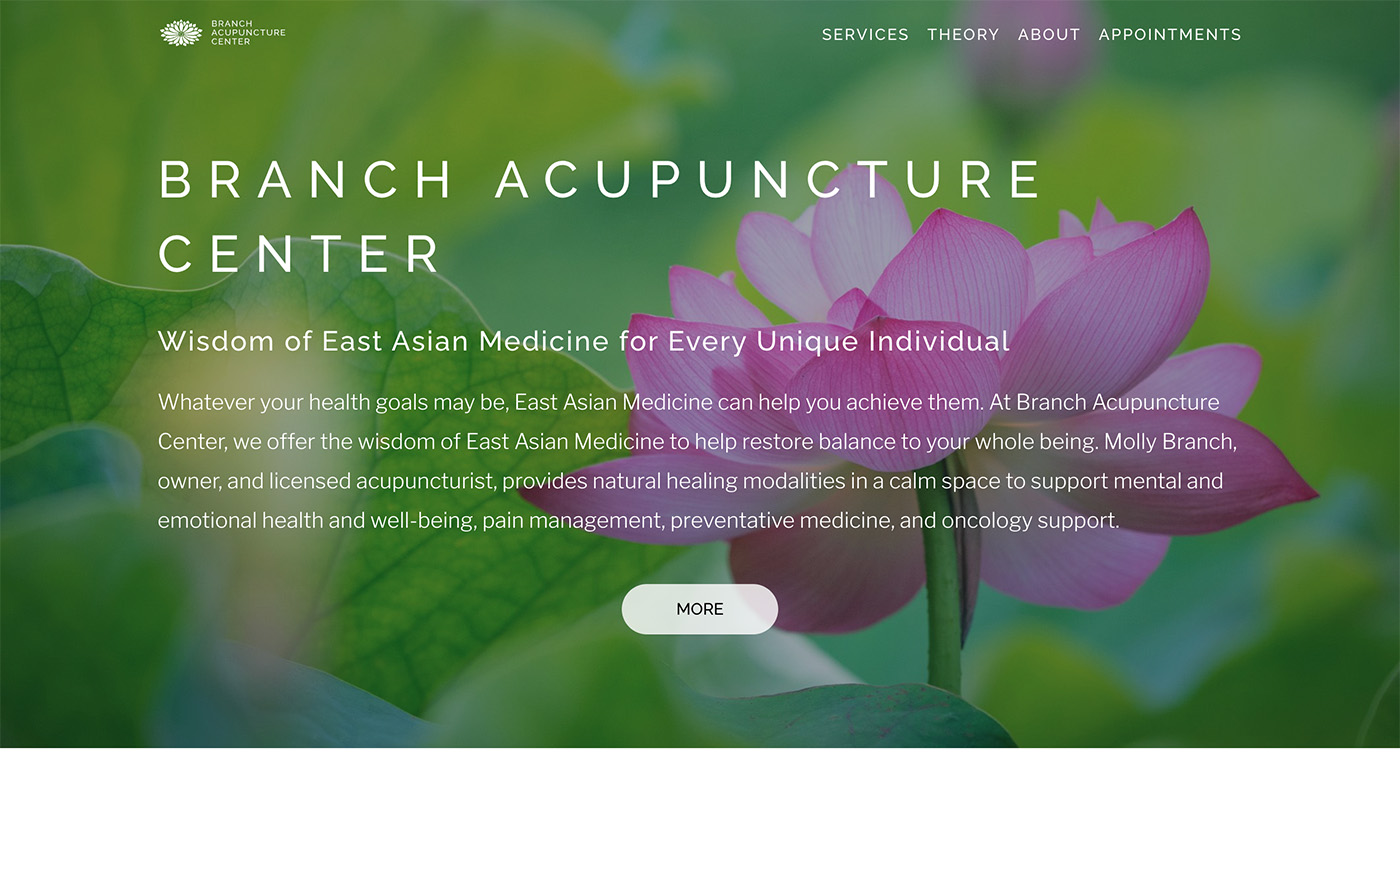 BRANCH
ACUPUNCTURE
CENTER
SERVICES THEORY ABOUT APPOINTMENTS
BRANCH ACUPUNCTURE
CENTER
Wisdom of East Asian Medicine for Every Unique Individual
Whatever your health goals may be, East Asian Medicine can help you achieve them. At Branch Acupuncture
Center, we offer the wisdom of East Asian Medicine to help restore balance to your whole being. Molly Branch,
owner, and licensed acupuncturist, provides natural healing modalities in a calm space to support mental and
emotional health and well-being, pain management, preventative medicine, and oncology support.
MORE